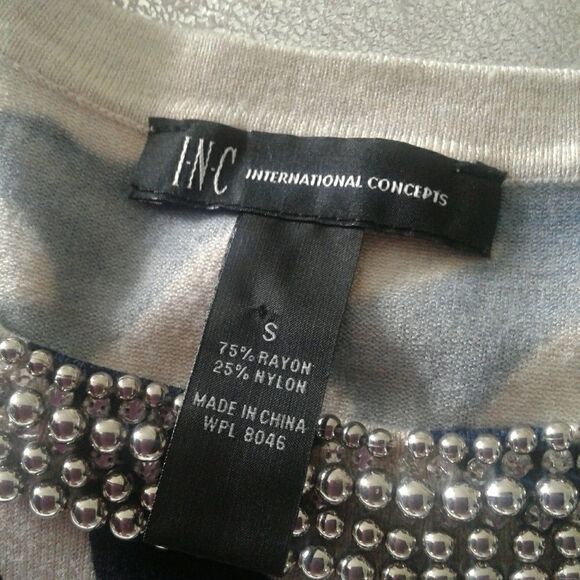 I·N·C INTERNATIONAL CONCEPTS
S
75% RAYON
25% NYLON
MADE IN CHINA
WPL 8046